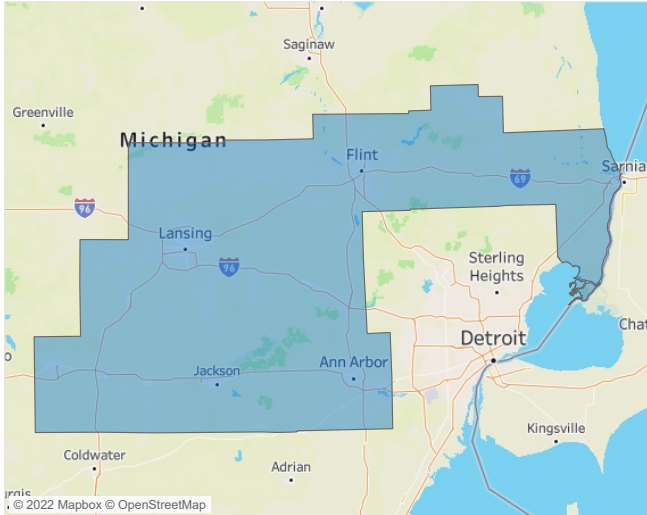 Saginaw
Greenville
Michigan
Flint
Sarnia
69
96
Lansing
96
Sterling
Heights
Chat
Detroit
Ann Arbor
Jackson
Kingsville
Coldwater
Adrian
© 2022 Mapbox © OpenStreetMap